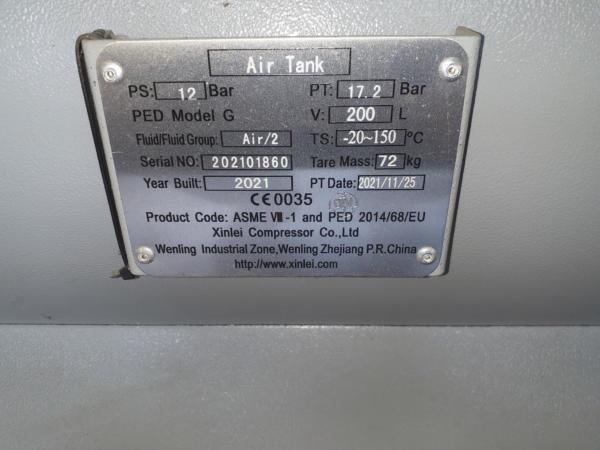 Air Tank
PS: 12 Bar PT: 17.2 Bar
PED Model G V: 200 L
Fluid/Fluid Group: Air/2 TS: -20~150 °C
Serial NO: 202101860 Tare Mass: 72 kg
Year Built: 2021 PT Date: 2021/11/25
CE0035
Product Code: ASME Ⅷ-1 and PED 2014/68/EU
Xinlei Compressor Co.,Ltd
Wenling Industrial Zone,Wenling Zhejiang P.R.China
http://www.xinlei.com